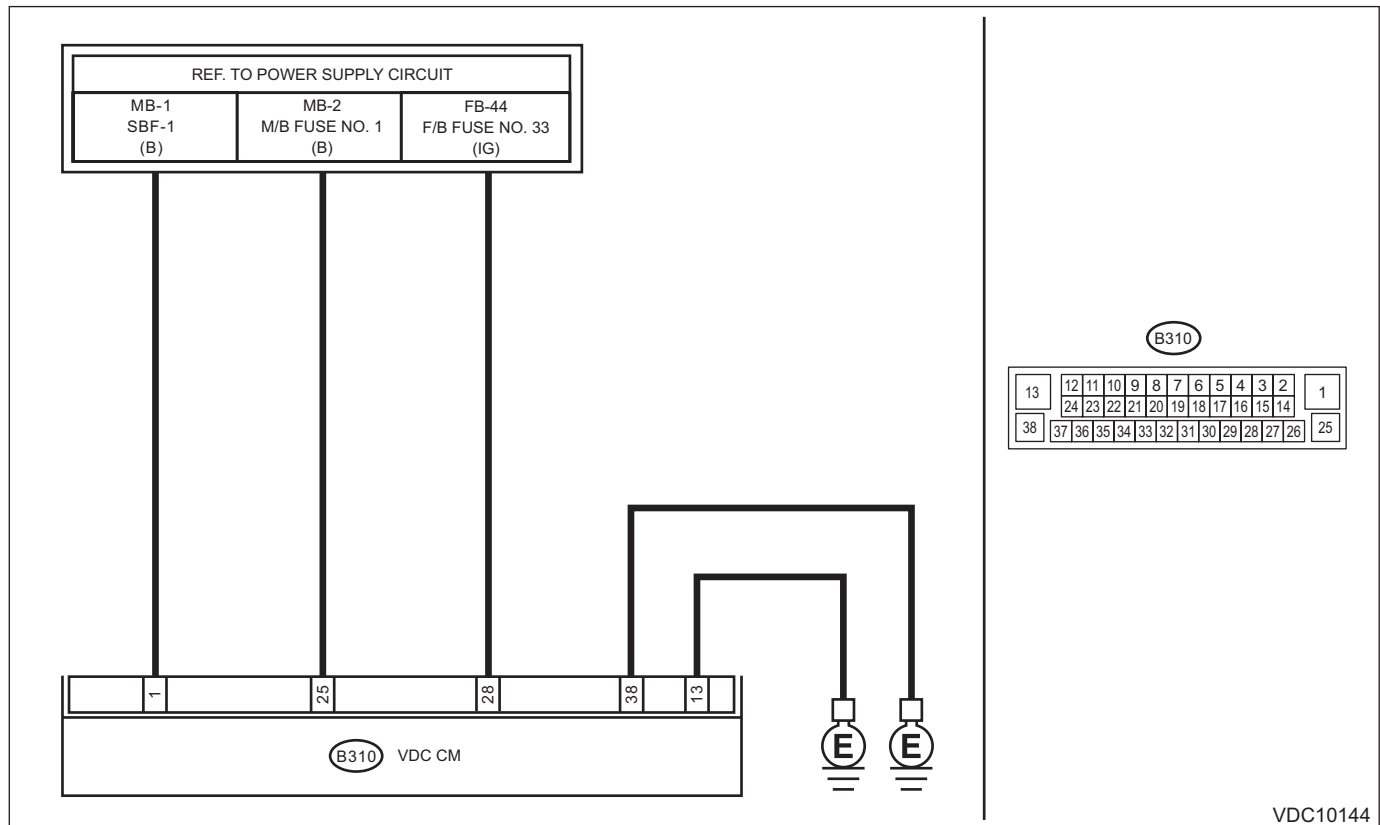 REF. TO POWER SUPPLY CIRCUIT
MB-1
SBF-1
(B)
MB-2
M/B FUSE NO. 1
(B)
FB-44
F/B FUSE NO. 33
(IG)
1
25
28
38
13
B310 VDC CM
E
E
B310
13 12 11 10 9 8 7 6 5 4 3 2 1
24 23 22 21 20 19 18 17 16 15 14
38 37 36 35 34 33 32 31 30 29 28 27 26 25
VDC10144